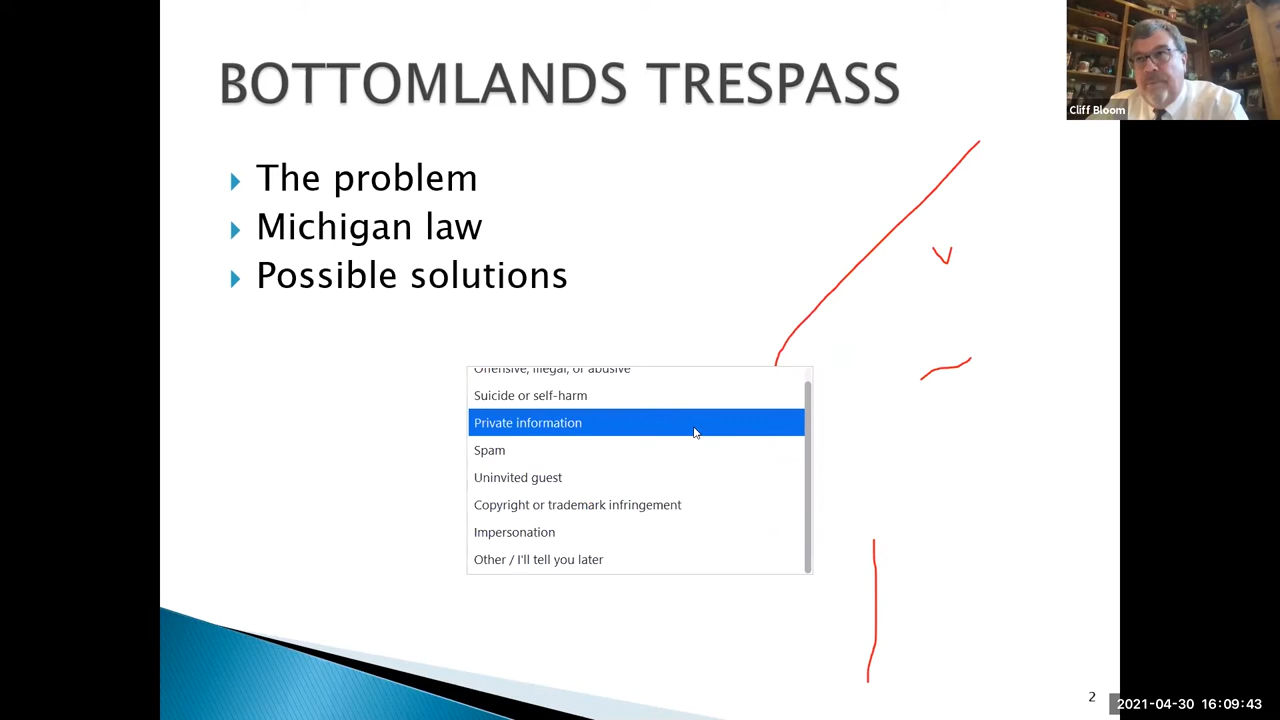 BOTTOMLANDS TRESPASS
Cliff Bloom
The problem
Michigan law
Possible solutions
v
Offensive, illegal, or abusive
Suicide or self-harm
Private information
Spam
Uninvited guest
Copyright or trademark infringement
Impersonation
Other / I'll tell you later
2
2021-04-30 16:09:43